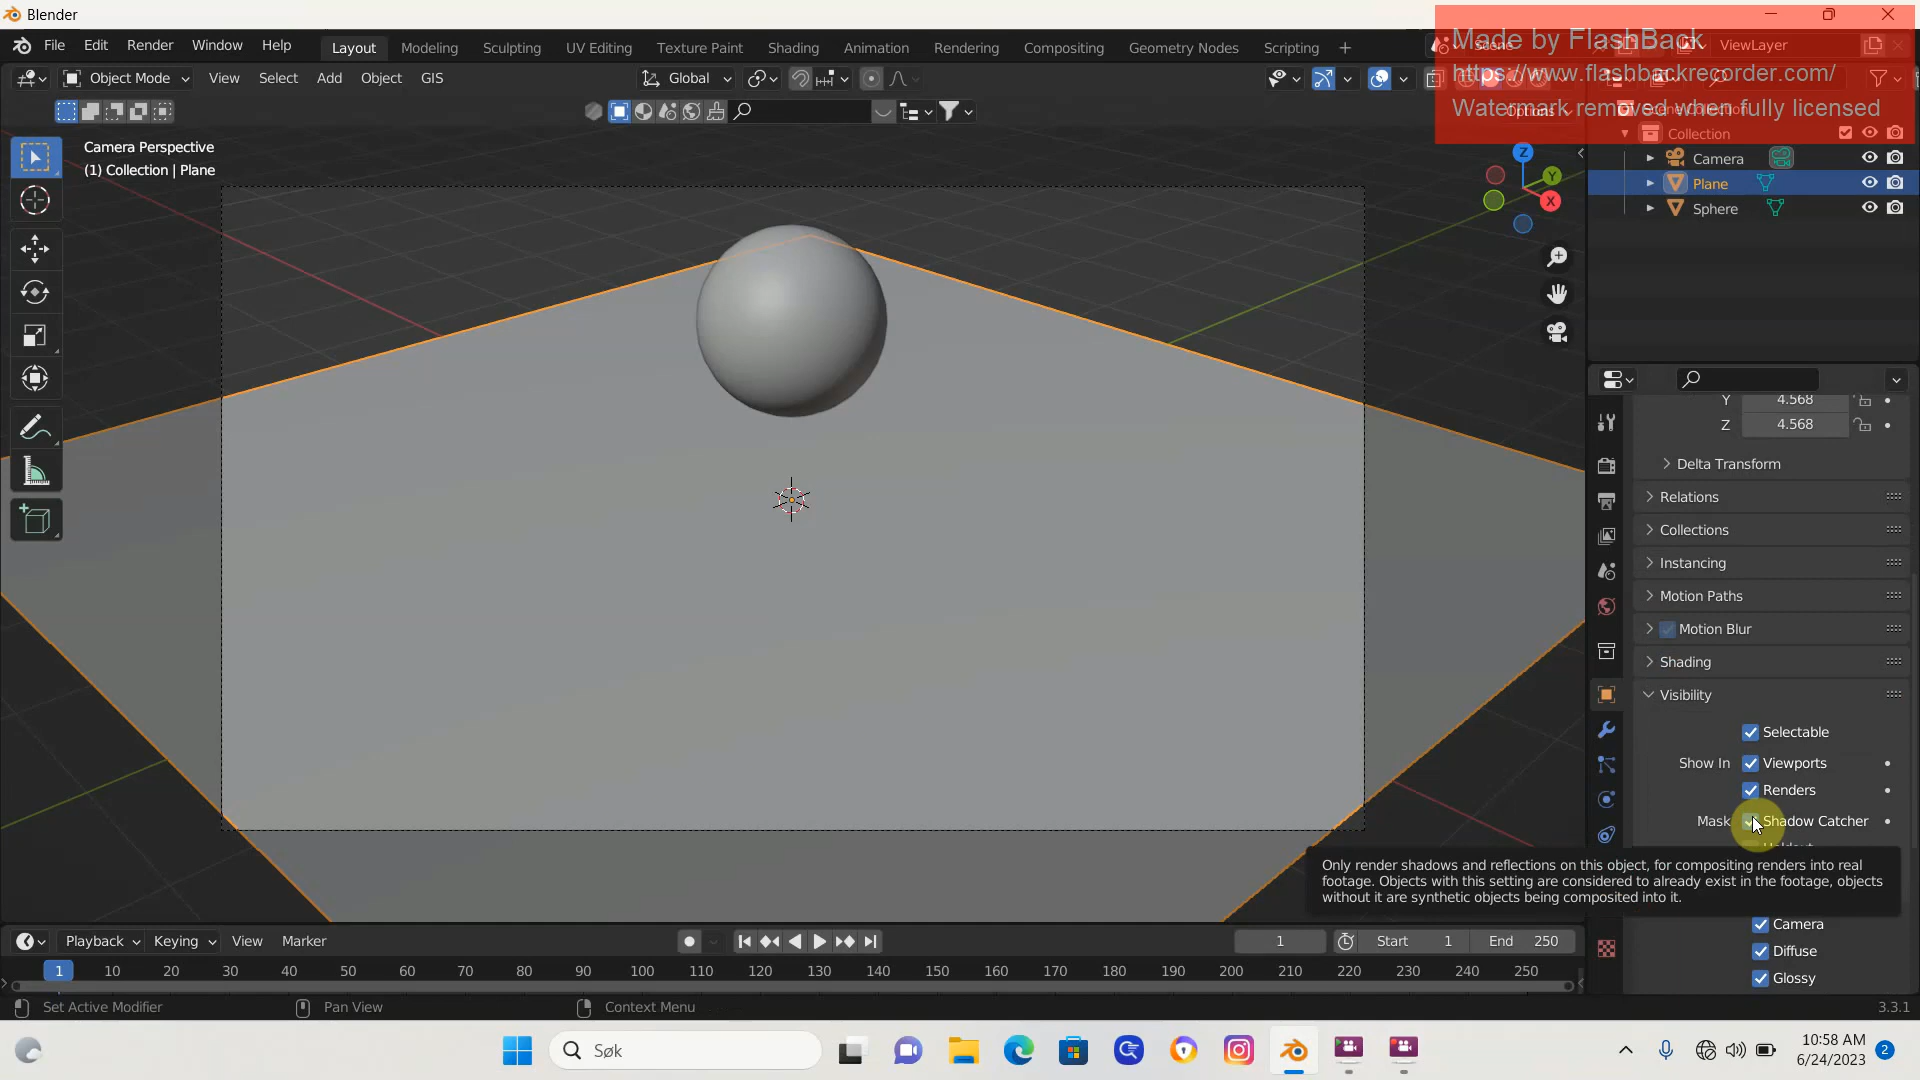 Blender
File Edit Render Window Help
Layout Modeling Sculpting UV Editing Texture Paint Shading Animation Rendering Compositing Geometry Nodes Scripting +
Scene ViewLayer
Made by FlashBack
https://www.flashbackrecorder.com/
Watermark removed when fully licensed
Object Mode View Select Add Object GIS Global
Options
Scene Collection
Collection
Camera
Plane
Sphere
Camera Perspective
(1) Collection | Plane
Z
Y
X
Y 4.568
Z 4.568
Delta Transform
Relations
Collections
Instancing
Motion Paths
Motion Blur
Shading
Visibility
Selectable
Show In Viewports
Renders
Mask Shadow Catcher
Holdout
Only render shadows and reflections on this object, for compositing renders into real
footage. Objects with this setting are considered to already exist in the footage, objects
without it are synthetic objects being composited into it.
Camera
Diffuse
Glossy
Playback Keying View Marker 1 Start 1 End 250
1 10 20 30 40 50 60 70 80 90 100 110 120 130 140 150 160 170 180 190 200 210 220 230 240 250
Set Active Modifier Pan View Context Menu 3.3.1
Søk
10:58 AM
6/24/2023
2